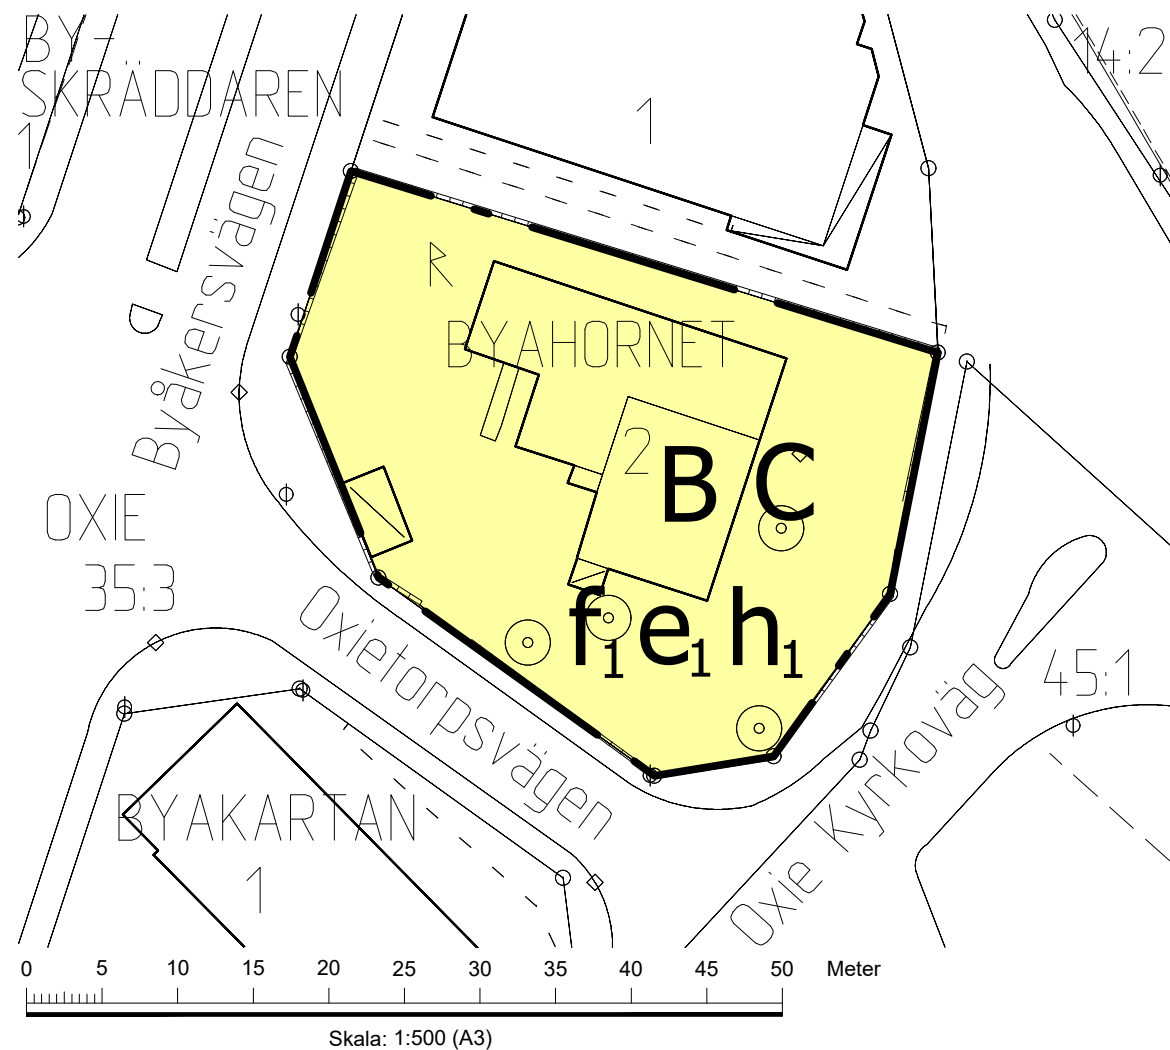 BY-
SKRÄDDAREN
1
14:2
1
Byåkersvägen
R
BYAHORNET
2
B C
OXIE
35:3
f1 e1 h1
Oxietorpsvägen
45:1
Oxie Kyrkoväg
BYAKARTAN
1
0 5 10 15 20 25 30 35 40 45 50 Meter
Skala: 1:500 (A3)